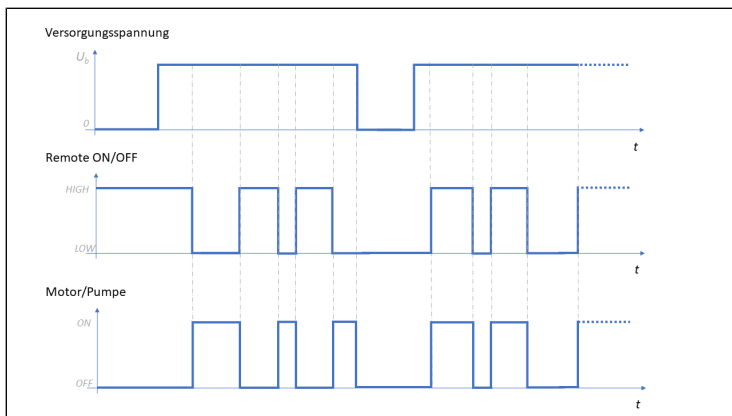 Versorgungsspannung
Ub
0
t
Remote ON/OFF
HIGH
LOW
t
Motor/Pumpe
ON
OFF
t